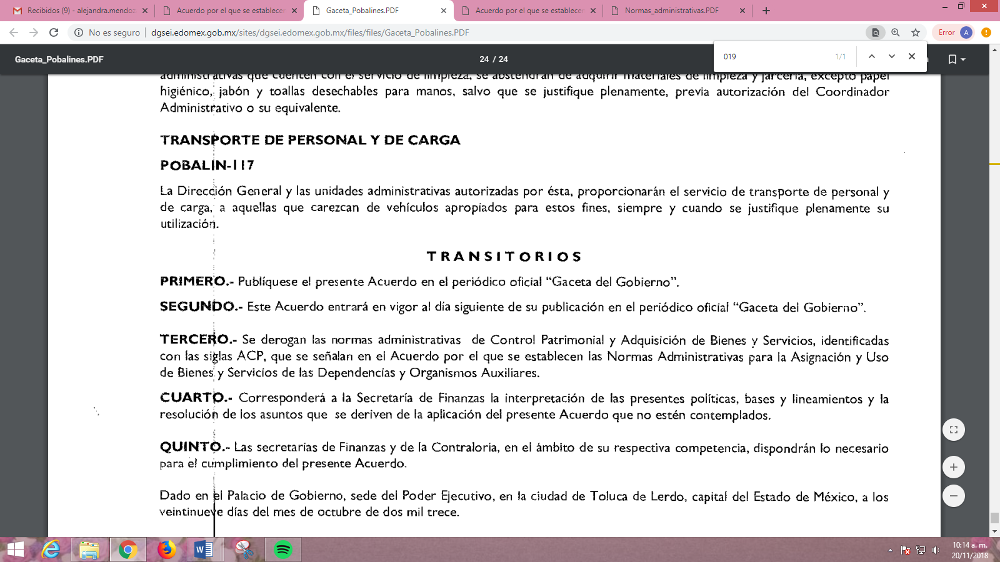 Recibidos (9) - alejandra.mendoz
Acuerdo por el que se establecen
Gaceta_Pobalines.PDF
Acuerdo por el que se establecen
Normas_administrativas.PDF
No es seguro
dgsei.edomex.gob.mx/sites/dgsei.edomex.gob.mx/files/files/Gaceta_Pobalines.PDF
Error
A
Gaceta_Pobalines.PDF
24 / 24
019
1/1
administrativas que cuenten con el servicio de limpieza, se abstendrán de adquirir materiales de limpieza y jarcería, excepto papel
higiénico, jabón y toallas desechables para manos, salvo que se justifique plenamente, previa autorización del Coordinador
Administrativo o su equivalente.
TRANSPORTE DE PERSONAL Y DE CARGA
POBALIN-117
La Dirección General y las unidades administrativas autorizadas por ésta, proporcionarán el servicio de transporte de personal y
de carga, a aquellas que carezcan de vehículos apropiados para estos fines, siempre y cuando se justifique plenamente su
utilización.
TRANSITORIOS
PRIMERO.- Publíquese el presente Acuerdo en el periódico oficial “Gaceta del Gobierno”.
SEGUNDO.- Este Acuerdo entrará en vigor al día siguiente de su publicación en el periódico oficial “Gaceta del Gobierno”.
TERCERO.- Se derogan las normas administrativas de Control Patrimonial y Adquisición de Bienes y Servicios, identificadas
con las siglas ACP, que se señalan en el Acuerdo por el que se establecen las Normas Administrativas para la Asignación y Uso
de Bienes y Servicios de las Dependencias y Organismos Auxiliares.
CUARTO.- Corresponderá a la Secretaría de Finanzas la interpretación de las presentes políticas, bases y lineamientos y la
resolución de los asuntos que se deriven de la aplicación del presente Acuerdo que no estén contemplados.
QUINTO.- Las secretarías de Finanzas y de la Contraloría, en el ámbito de su respectiva competencia, dispondrán lo necesario
para el cumplimiento del presente Acuerdo.
Dado en el Palacio de Gobierno, sede del Poder Ejecutivo, en la ciudad de Toluca de Lerdo, capital del Estado de México, a los
veintinueve días del mes de octubre de dos mil trece.
10:14 a. m.
20/11/2018